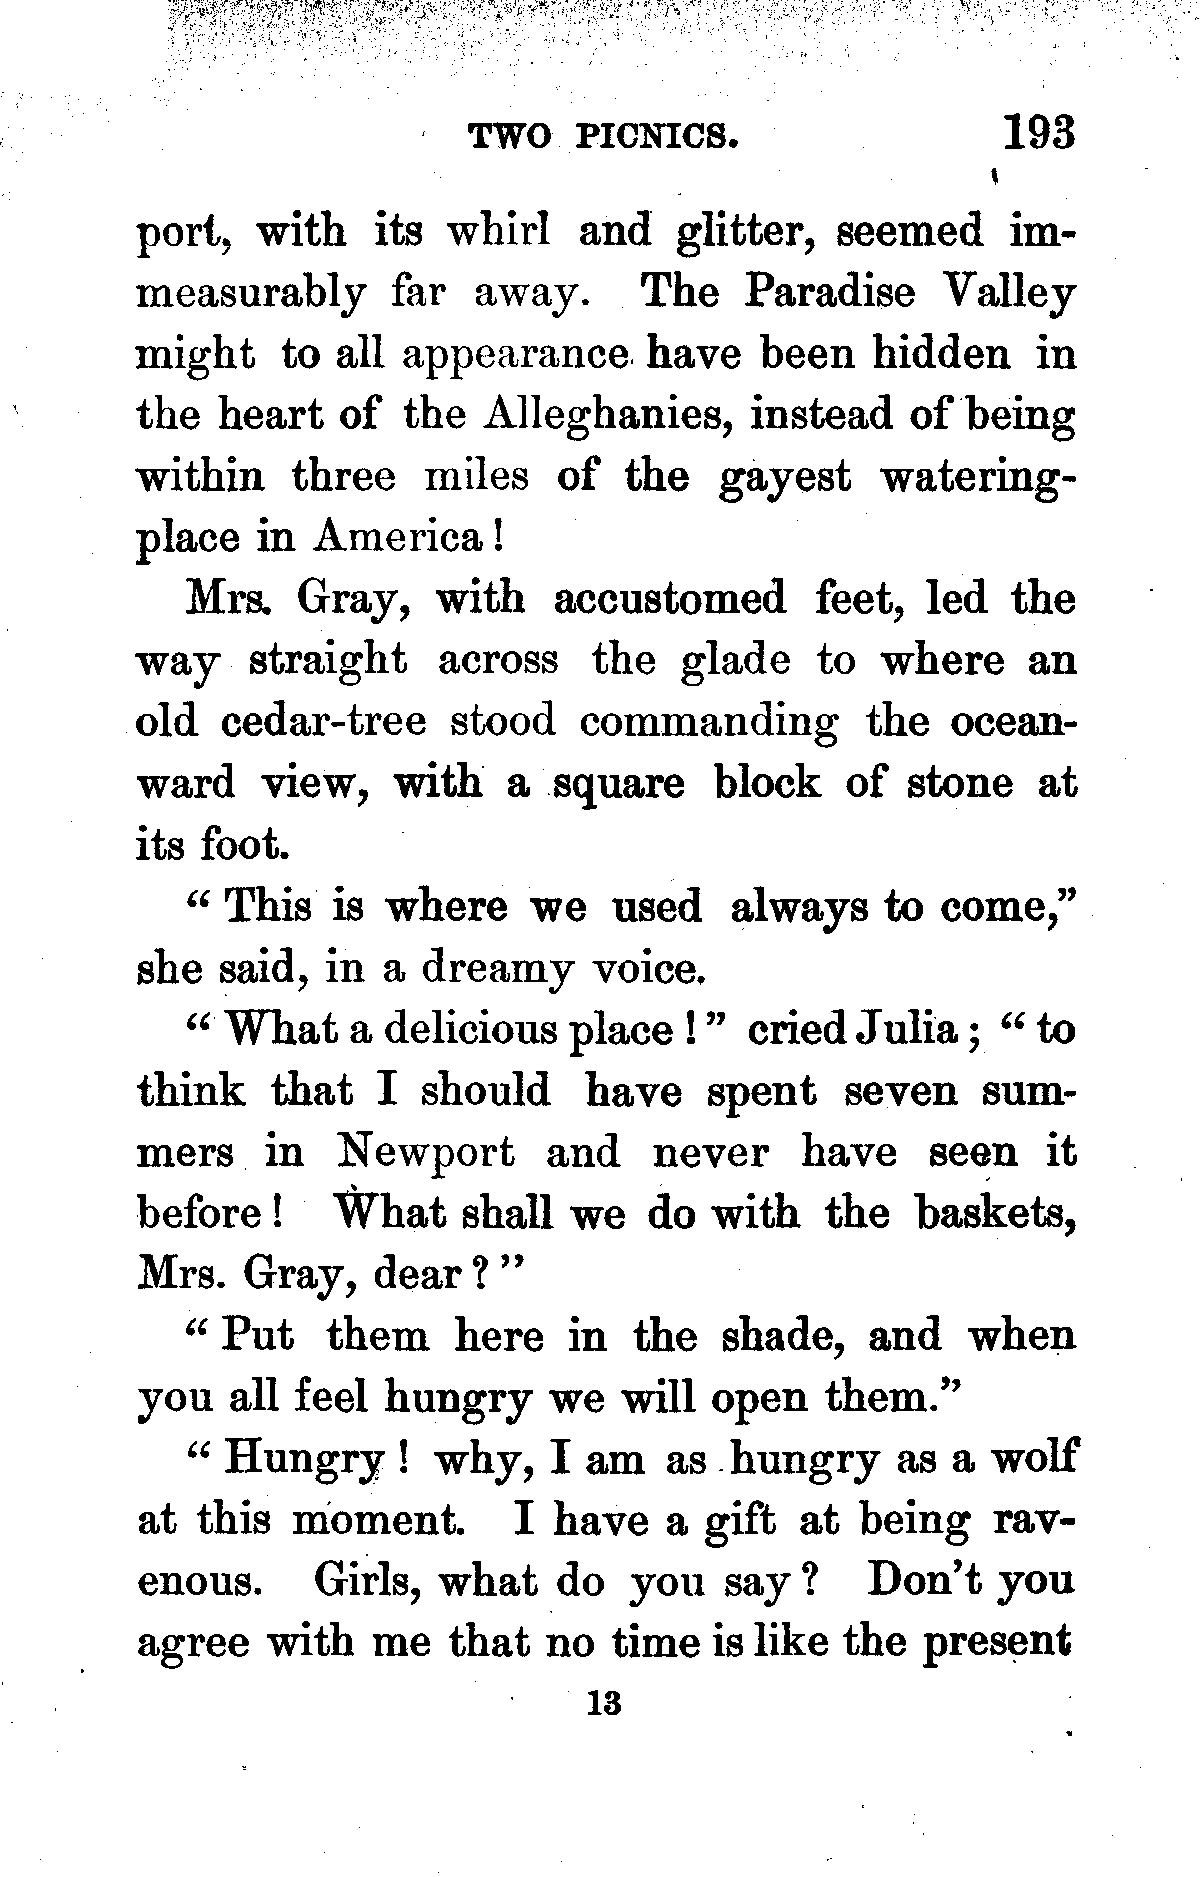 TWO PICNICS. 193
port, with its whirl and glitter, seemed im-
measurably far away. The Paradise Valley
might to all appearance have been hidden in
the heart of the Alleghanies, instead of being
within three miles of the gayest watering-
place in America!
Mrs. Gray, with accustomed feet, led the
way straight across the glade to where an
old cedar-tree stood commanding the ocean-
ward view, with a square block of stone at
its foot.
"This is where we used always to come,"
she said, in a dreamy voice.
"What a delicious place!" cried Julia; "to
think that I should have spent seven sum-
mers in Newport and never have seen it
before! What shall we do with the baskets,
Mrs. Gray, dear?"
"Put them here in the shade, and when
you all feel hungry we will open them."
"Hungry! why, I am as hungry as a wolf
at this moment. I have a gift at being rav-
enous. Girls, what do you say? Don't you
agree with me that no time is like the present
13